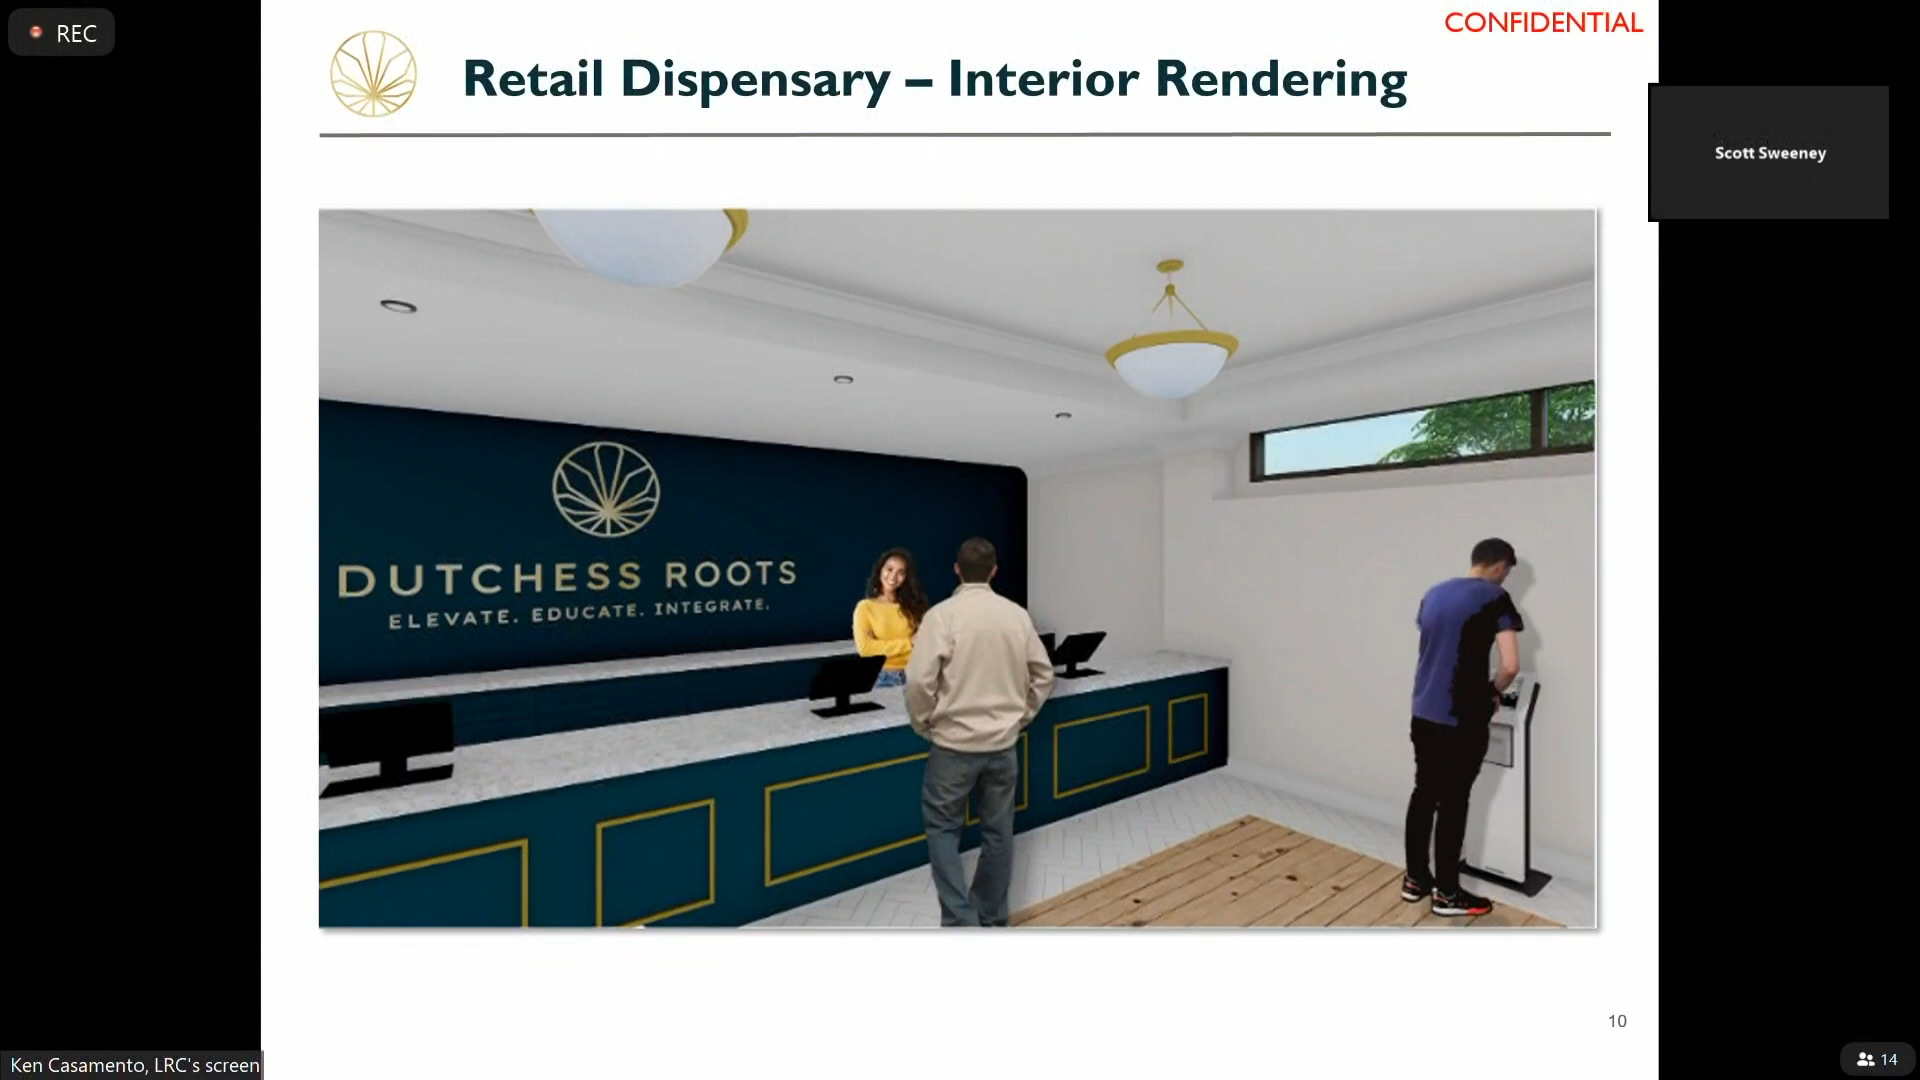 REC
CONFIDENTIAL
Retail Dispensary – Interior Rendering
Scott Sweeney
DUTCHESS ROOTS
ELEVATE. EDUCATE. INTEGRATE.
10
Ken Casamento, LRC's screen
14